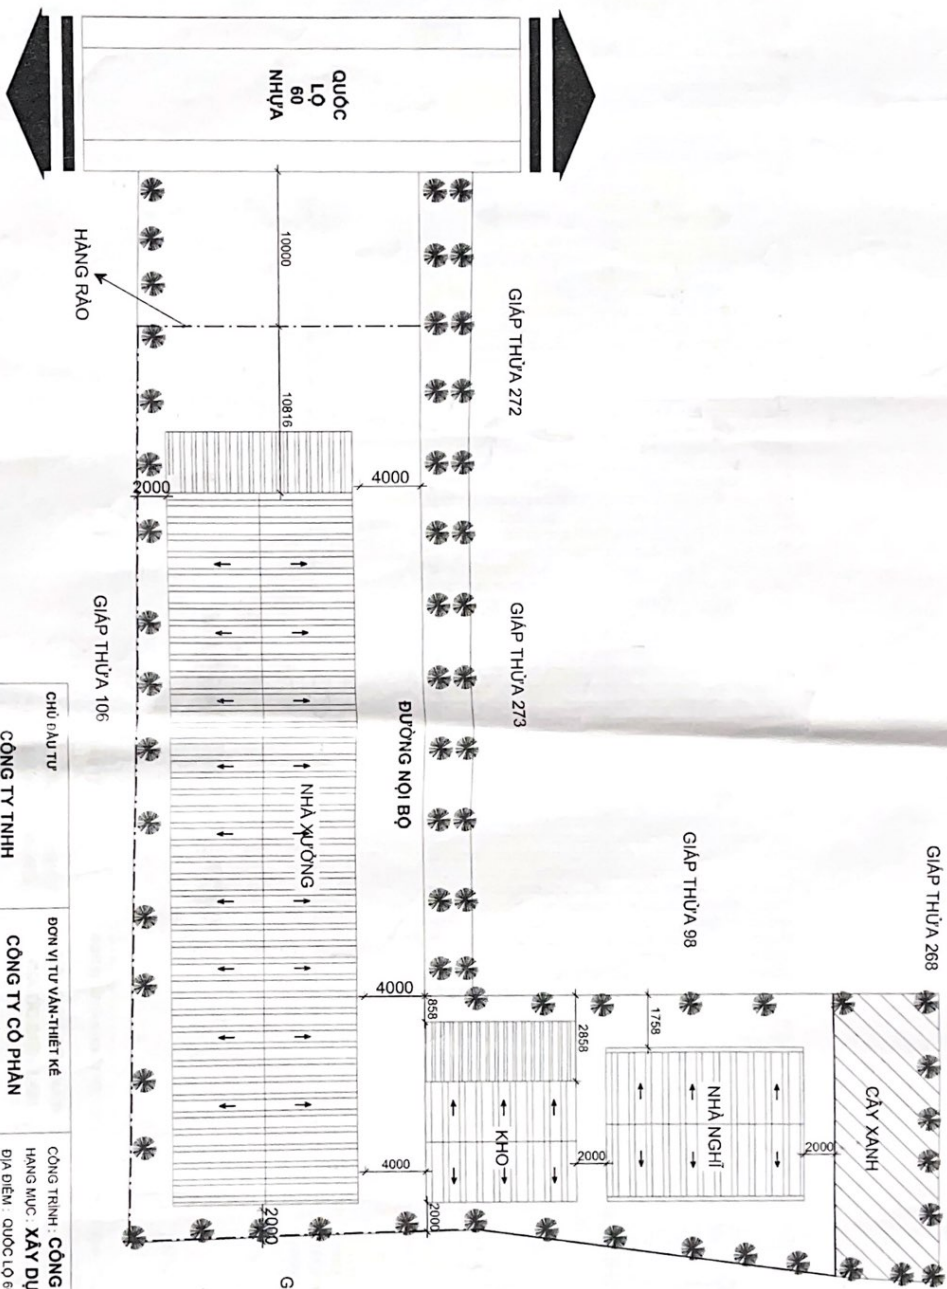 QUỐC
LỘ
60
NHỰA
10000
HÀNG RÀO
10816
GIÁP THỬA 272
4000
2000
GIÁP THỬA 273
GIÁP THỬA 106
ĐƯỜNG NỘI BỘ
NHÀ XƯỞNG
GIÁP THỬA 98
GIÁP THỬA 268
4000
858
2858
1758
KHO
NHÀ NGHĨ
CÂY XANH
2000
2000
4000
2000
2000
G
CHỦ ĐẦU TƯ
CÔNG TY TNHH
ĐƠN VỊ TƯ VẤN-THIẾT KẾ
CÔNG TY CỔ PHẦN
CÔNG TRÌNH : CÔNG
HẠNG MỤC : XÂY DỰ
ĐỊA ĐIỂM : QUỐC LỘ 6